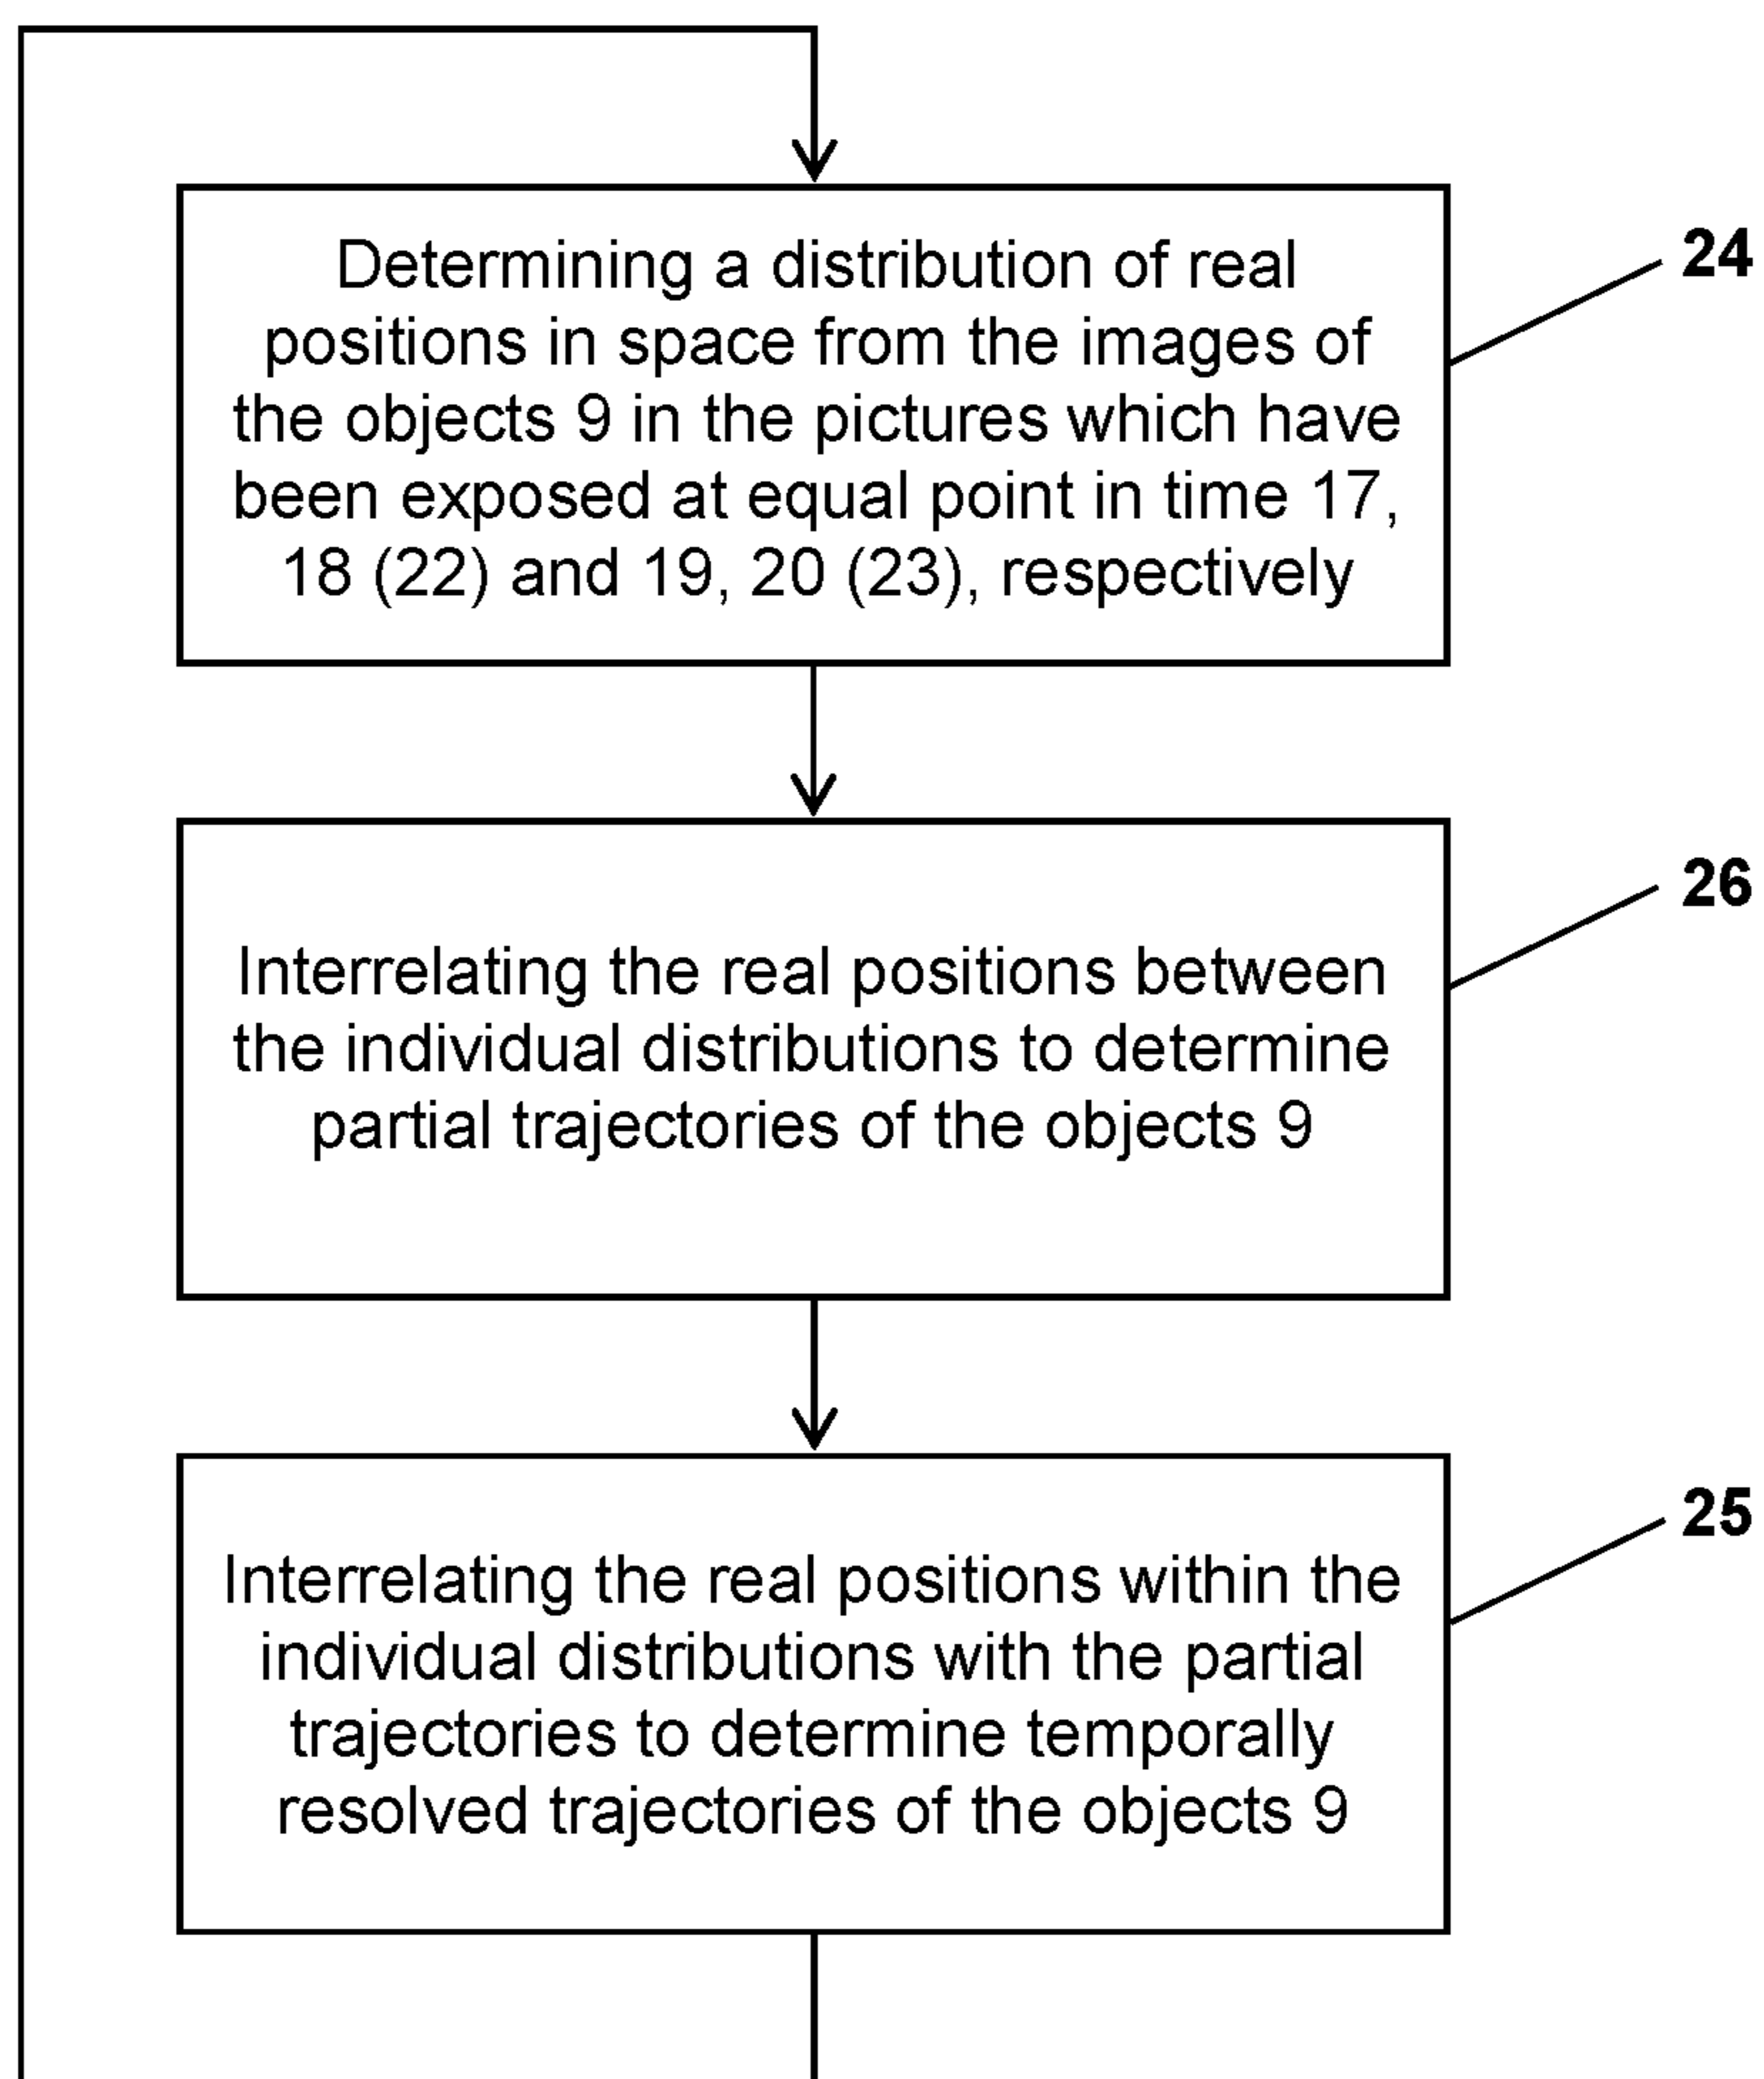 Determining a distribution of real
positions in space from the images of
the objects 9 in the pictures which have
been exposed at equal point in time 17,
18 (22) and 19, 20 (23), respectively
24
Interrelating the real positions between
the individual distributions to determine
partial trajectories of the objects 9
26
Interrelating the real positions within the
individual distributions with the partial
trajectories to determine temporally
resolved trajectories of the objects 9
25